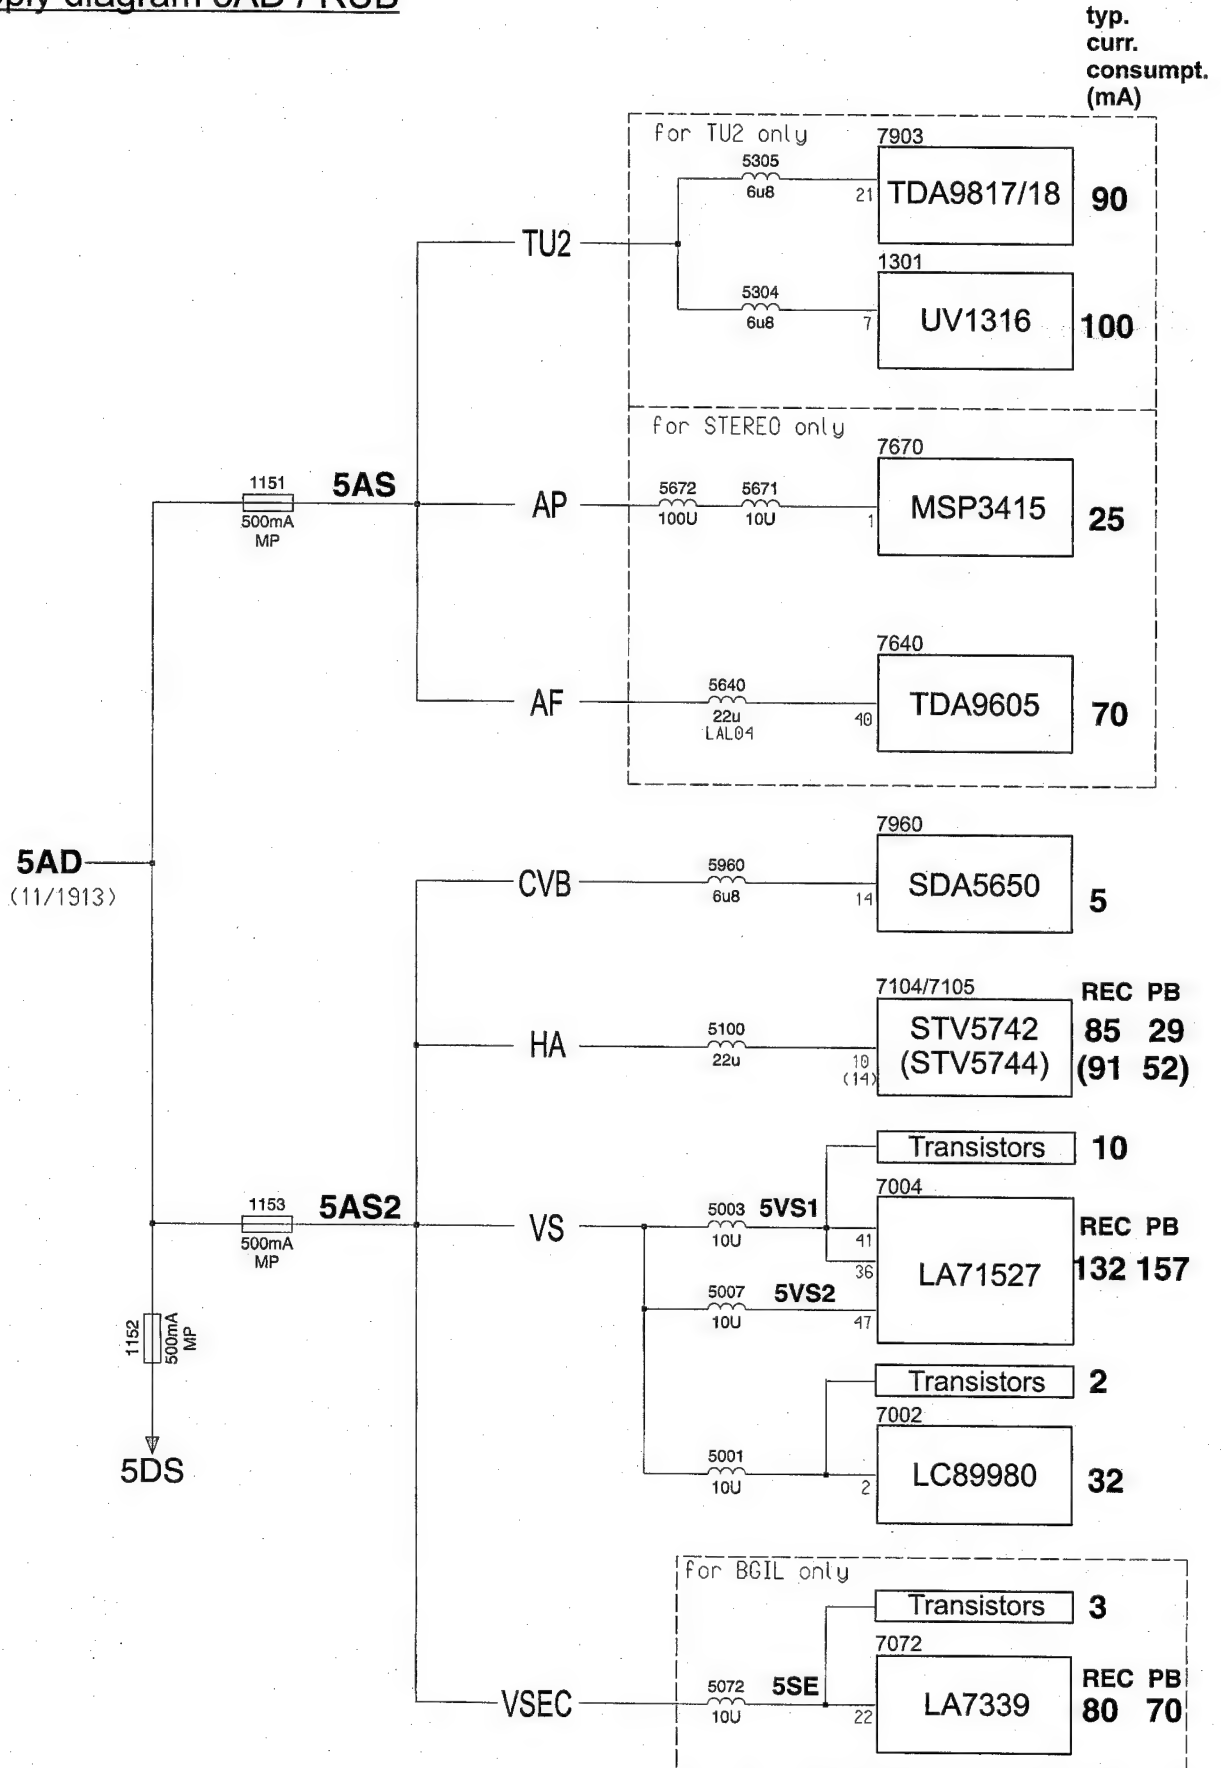 diagram 5AD / RGB
typ.
curr.
consumpt.
(mA)
for TU2 only
7903
5305
6u8
21
TDA9817/18
90
TU2
1301
5304
6u8
7
UV1316
100
for STEREO only
7670
1151
500mA
MP
5AS
AP
5672
100U
5671
10U
1
MSP3415
25
7640
AF
5640
22u
LAL04
40
TDA9605
70
7960
5AD
(11/1913)
CVB
5960
6u8
14
SDA5650
5
7104/7105
REC PB
HA
5100
22u
10
(14)
STV5742
(STV5744)
85 29
(91 52)
Transistors
10
7004
1153
500mA
MP
5AS2
VS
5003
10U
5VS1
41
36
REC PB
LA71527
132 157
5007
10U
5VS2
47
1152
500mA
MP
Transistors
2
7002
5DS
5001
10U
2
LC89980
32
for BGIL only
Transistors
3
7072
VSEC
5072
10U
5SE
22
LA7339
REC PB
80 70